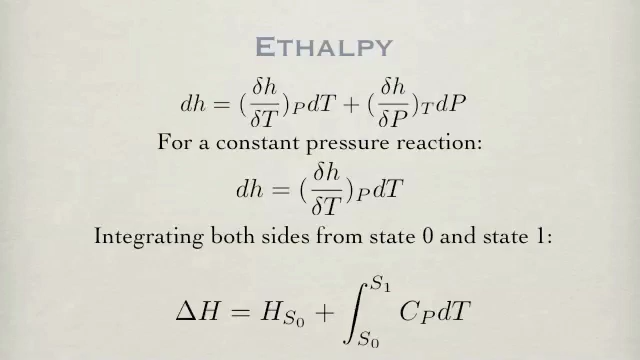 ETHALPY
dh = (δh/δT)_P dT + (δh/δP)_T dP
For a constant pressure reaction:
dh = (δh/δT)_P dT
Integrating both sides from state 0 and state 1:
ΔH = H_{S_0} + ∫_{S_0}^{S_1} C_P dT